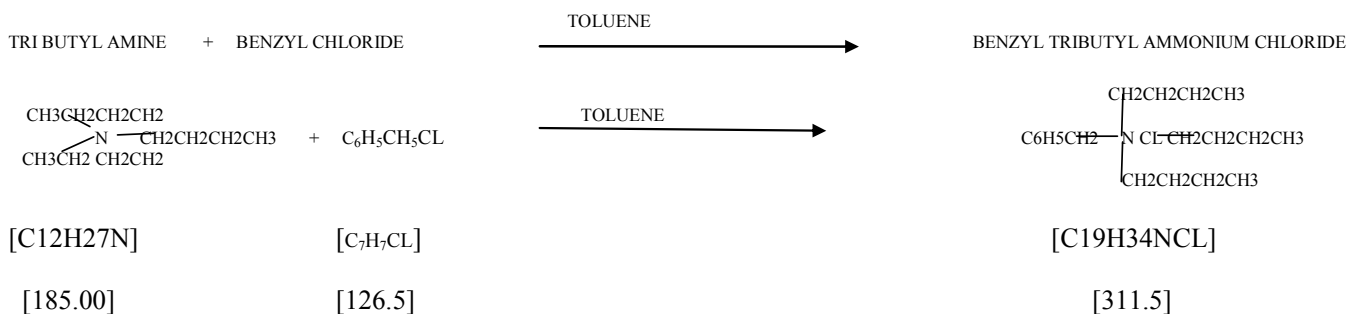 TOLUENE
TRI BUTYL AMINE + BENZYL CHLORIDE BENZYL TRIBUTYL AMMONIUM CHLORIDE
CH2CH2CH2CH3
CH3CH2CH2CH2 TOLUENE
N CH2CH2CH2CH3 + C₆H₅CH₅CL C6H5CH2 N CL CH2CH2CH2CH3
CH3CH2 CH2CH2
CH2CH2CH2CH3
[C12H27N] [C₇H₇CL] [C19H34NCL]
[185.00] [126.5] [311.5]